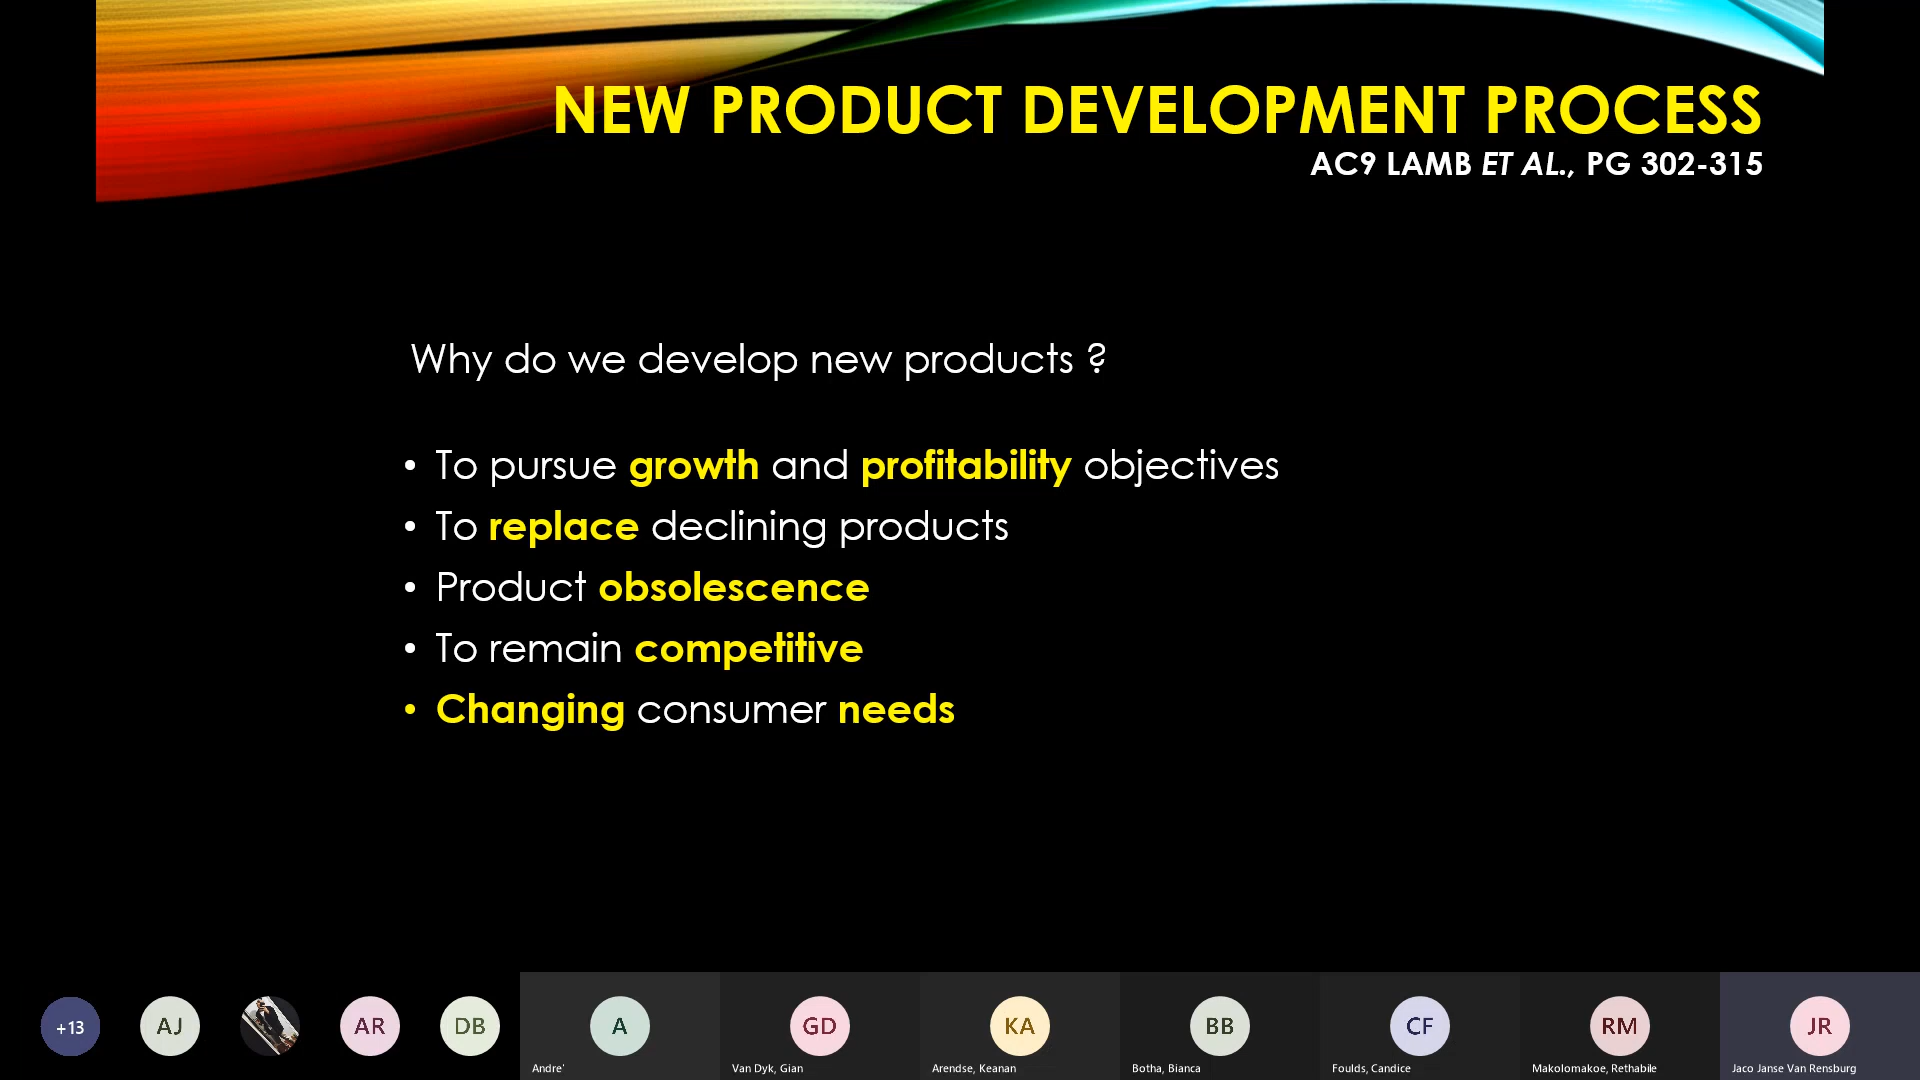 NEW PRODUCT DEVELOPMENT PROCESS
AC9 LAMB ET AL., PG 302-315
Why do we develop new products ?
• To pursue growth and profitability objectives
• To replace declining products
• Product obsolescence
• To remain competitive
• Changing consumer needs
+13
AJ
AR
DB
A
GD
KA
BB
CF
RM
JR
Andre'
Van Dyk, Gian
Arendse, Keanan
Botha, Bianca
Foulds, Candice
Makolomakoe, Rethabile
Jaco Janse Van Rensburg